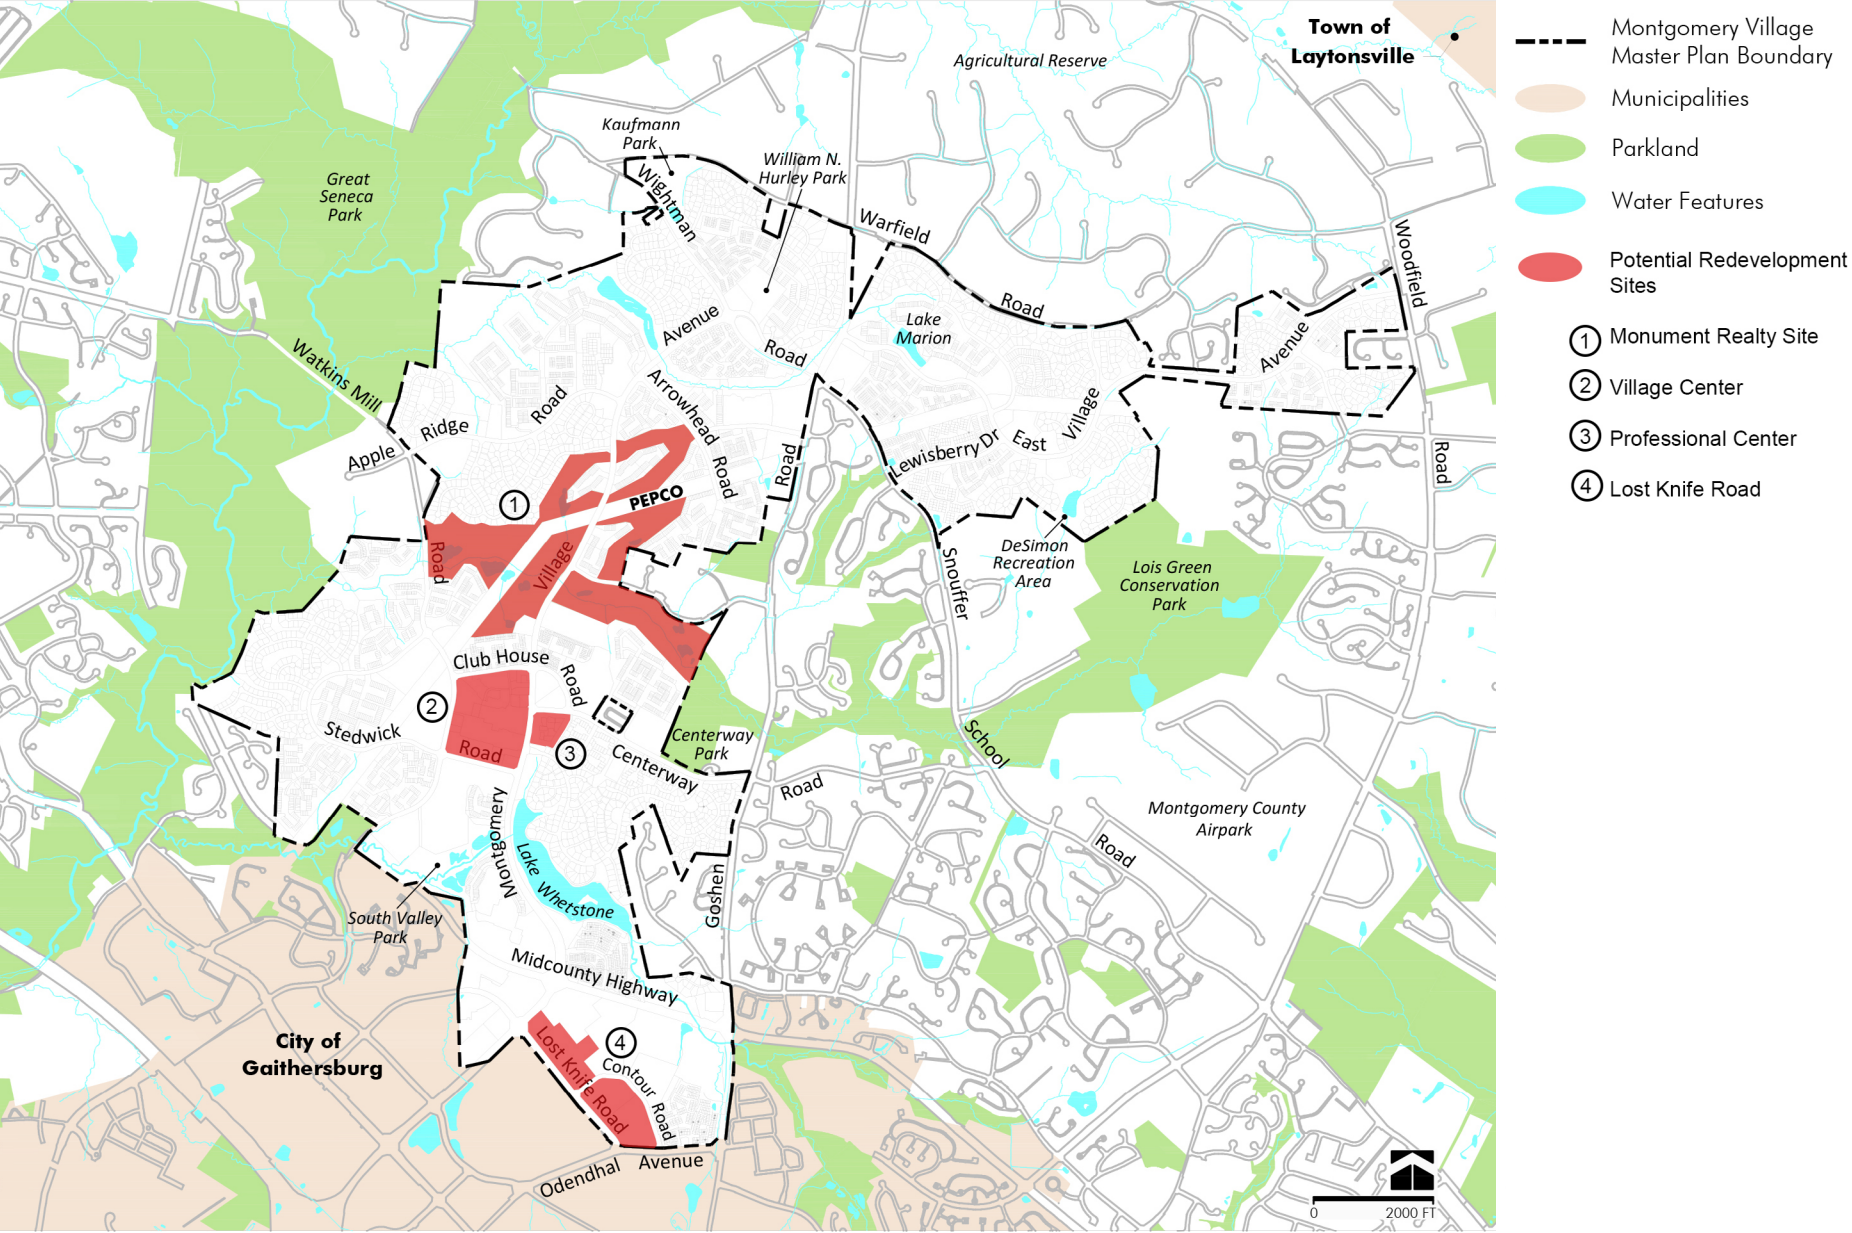 Town of
Laytonsville
Agricultural Reserve
Kaufmann
Park
William N.
Hurley Park
Great
Seneca
Park
Wightman
Warfield
Woodfield
Road
Avenue
Road
Lake
Marion
Avenue
Watkins Mill
Arrowhead
Road
Road
Village
Ridge
Apple
Lewisberry Dr
East
Road
Road
1
PEPCO
Road
Village
DeSimon
Recreation
Area
Snouffer
Lois Green
Conservation
Park
Club House
Road
2
Stedwick
Road
3
Centerway
Centerway
Park
School
Road
Montgomery
Montgomery County
Airpark
Road
Lake Whetstone
Goshen
South Valley
Park
Midcounty Highway
City of
Gaithersburg
4
Lost Knife Road
Contour Road
Odendhal Avenue
0 2000 FT
Montgomery Village
Master Plan Boundary
Municipalities
Parkland
Water Features
Potential Redevelopment
Sites
1 Monument Realty Site
2 Village Center
3 Professional Center
4 Lost Knife Road